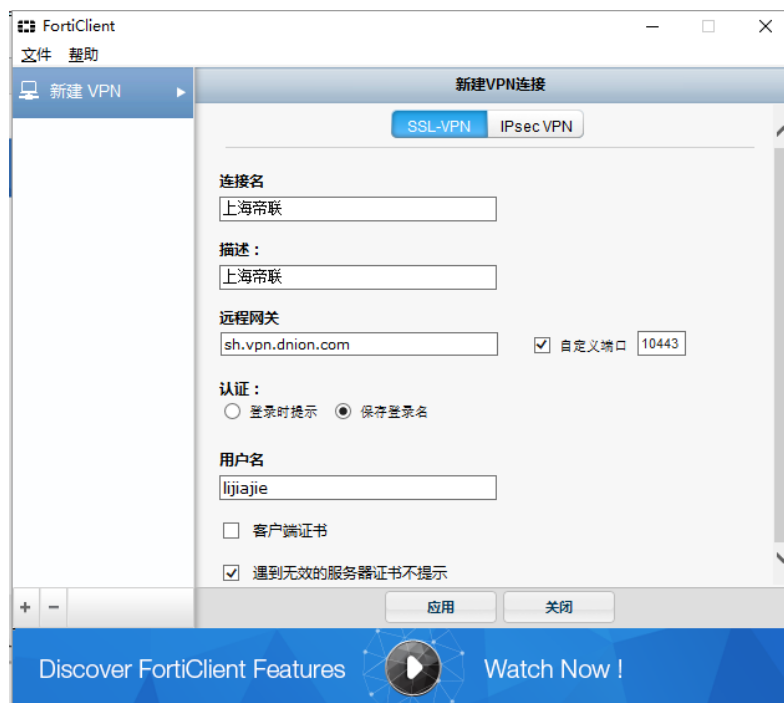 FortiClient
文件 帮助
新建 VPN
新建VPN连接
SSL-VPN IPsec VPN
连接名
上海帝联
描述：
上海帝联
远程网关
sh.vpn.dnion.com 自定义端口 10443
认证：
登录时提示 保存登录名
用户名
lijiajie
客户端证书
遇到无效的服务器证书不提示
应用 关闭
Discover FortiClient Features Watch Now !